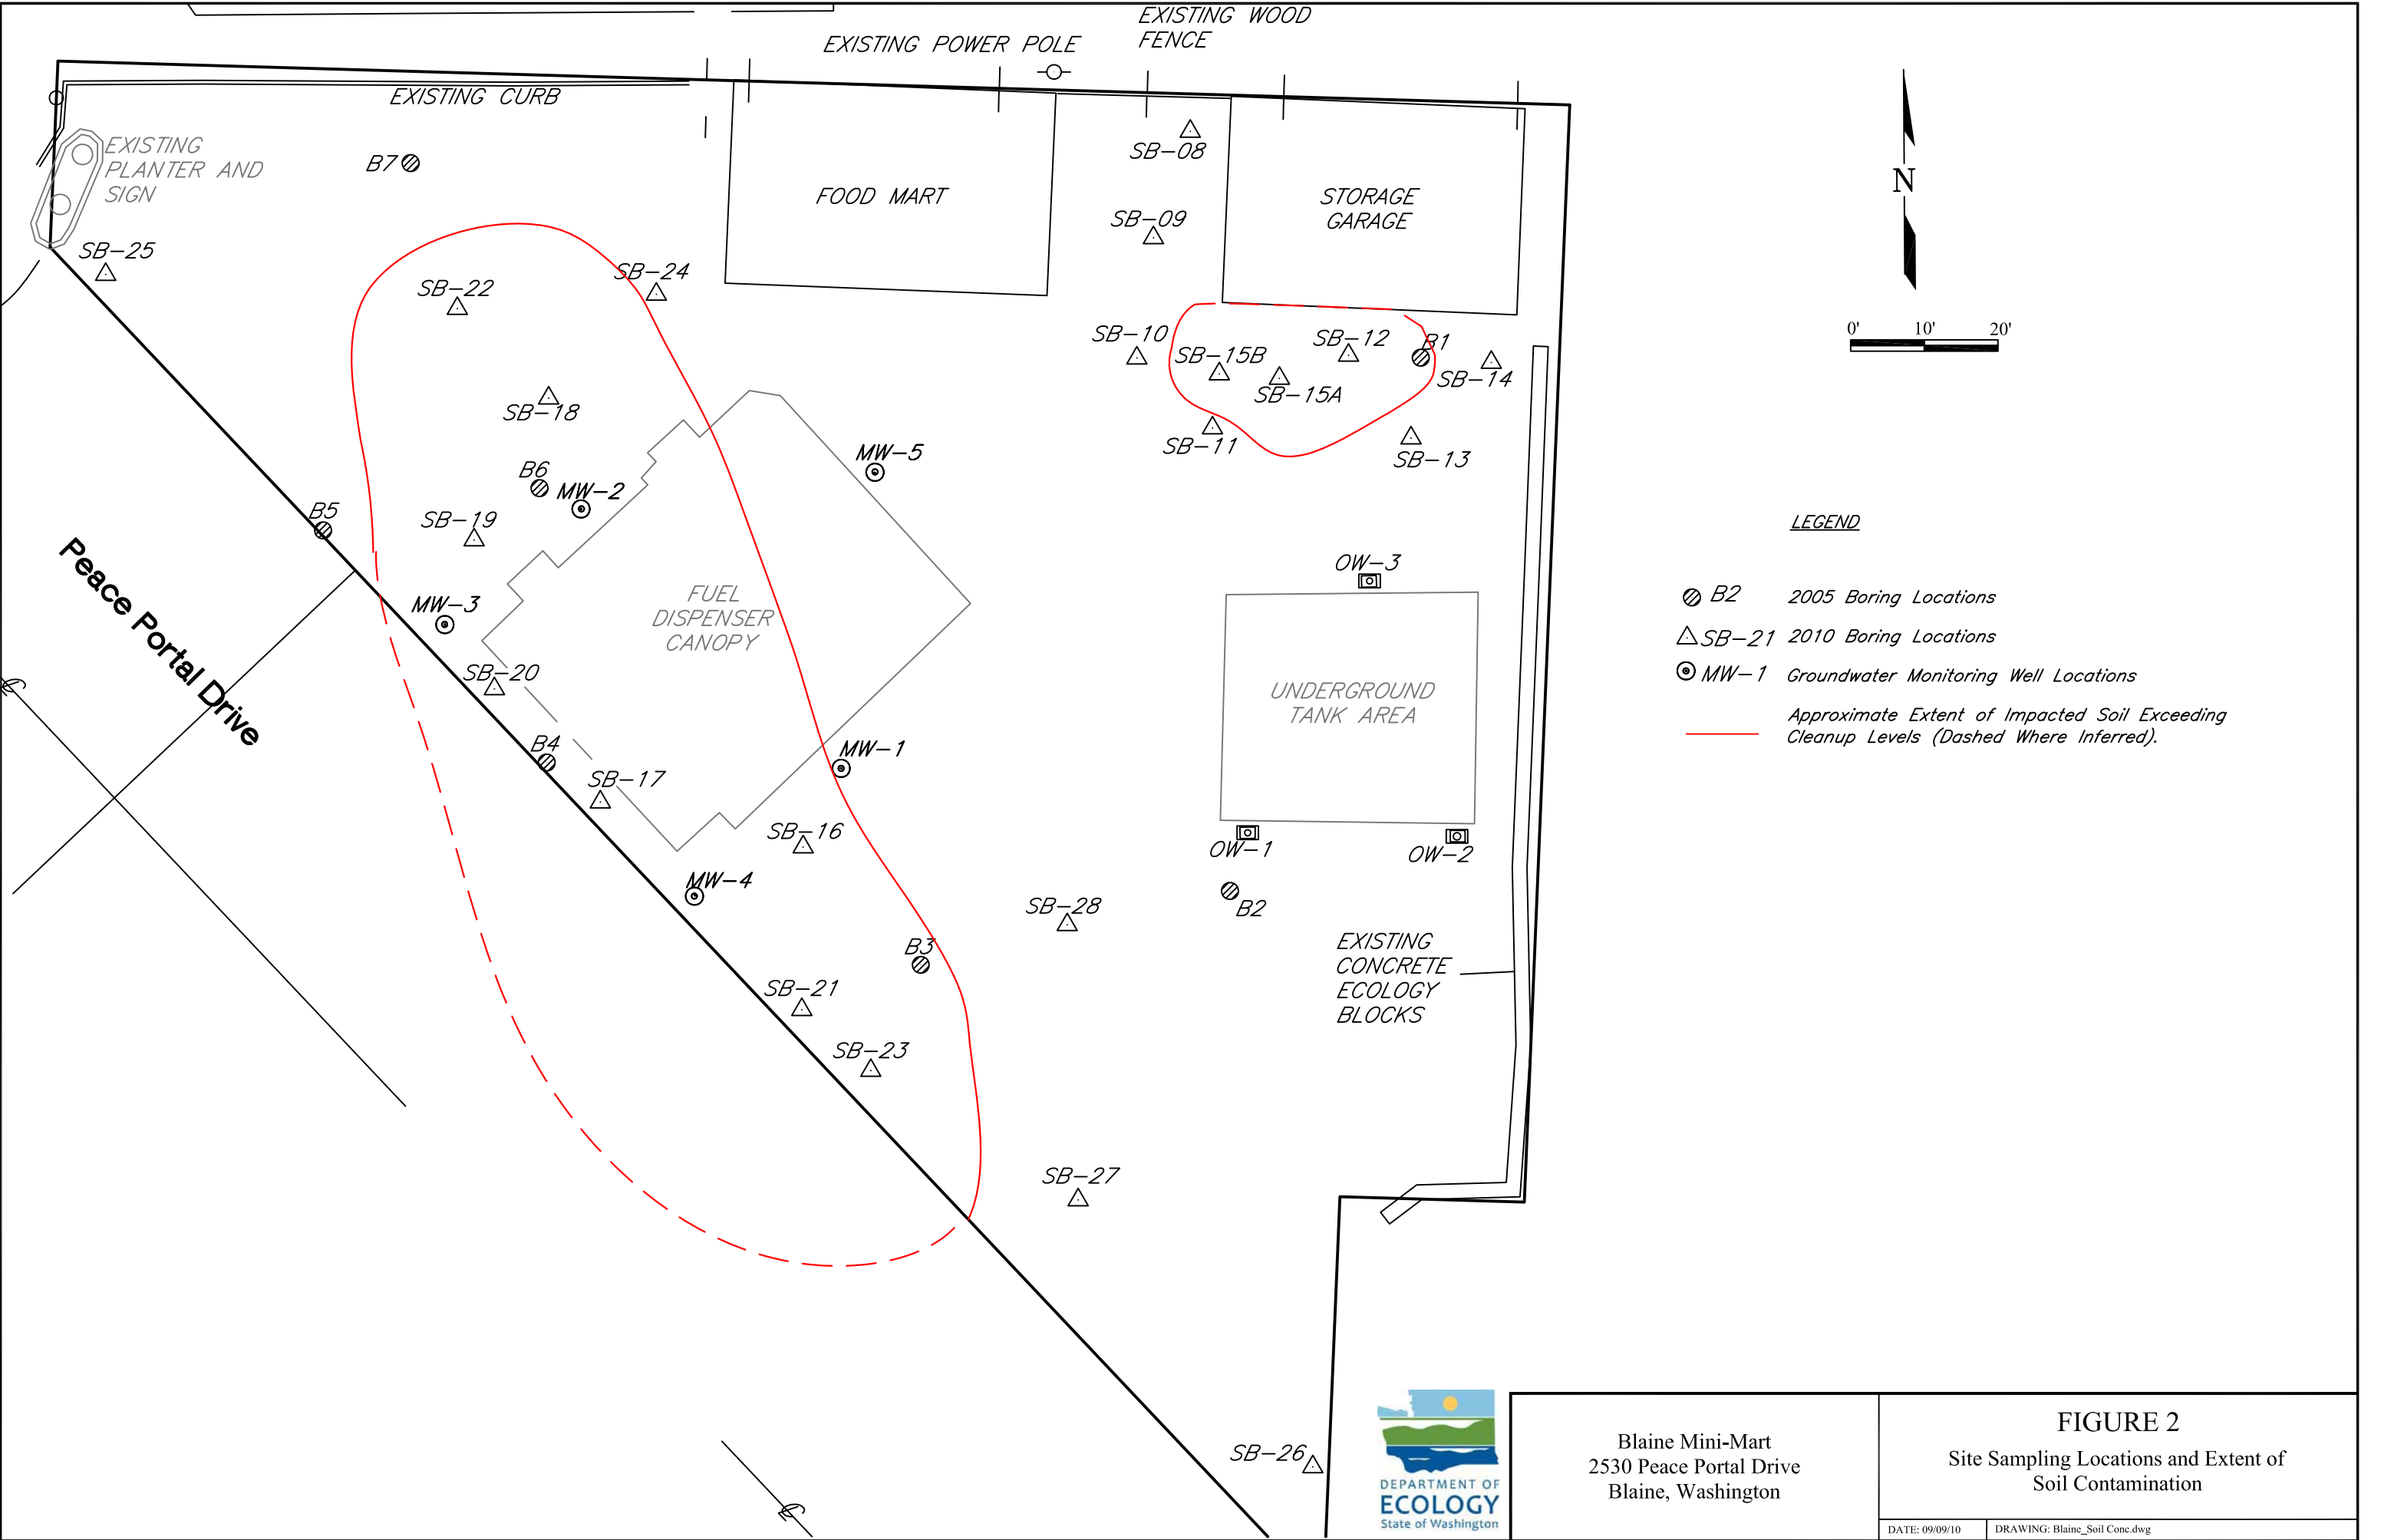 EXISTING WOOD
FENCE
EXISTING POWER POLE
EXISTING CURB
EXISTING
PLANTER AND
SIGN
B7
FOOD MART
SB-08
SB-09
STORAGE
GARAGE
N
SB-25
SB-22
SB-24
SB-10
SB-15B
SB-12
B1
SB-14
SB-15A
SB-11
SB-13
0' 10' 20'
SB-18
B6
MW-2
MW-5
B5
SB-19
MW-3
Peace Portal Drive
FUEL
DISPENSER
CANOPY
SB-20
B4
SB-17
MW-1
SB-16
MW-4
OW-3
UNDERGROUND
TANK AREA
OW-1
OW-2
B2
SB-28
B3
SB-21
SB-23
SB-27
SB-26
EXISTING
CONCRETE
ECOLOGY
BLOCKS
LEGEND
B2 2005 Boring Locations
SB-21 2010 Boring Locations
MW-1 Groundwater Monitoring Well Locations
Approximate Extent of Impacted Soil Exceeding
Cleanup Levels (Dashed Where Inferred).
DEPARTMENT OF
ECOLOGY
State of Washington
Blaine Mini-Mart
2530 Peace Portal Drive
Blaine, Washington
FIGURE 2
Site Sampling Locations and Extent of
Soil Contamination
DATE: 09/09/10
DRAWING: Blaine_Soil Conc.dwg